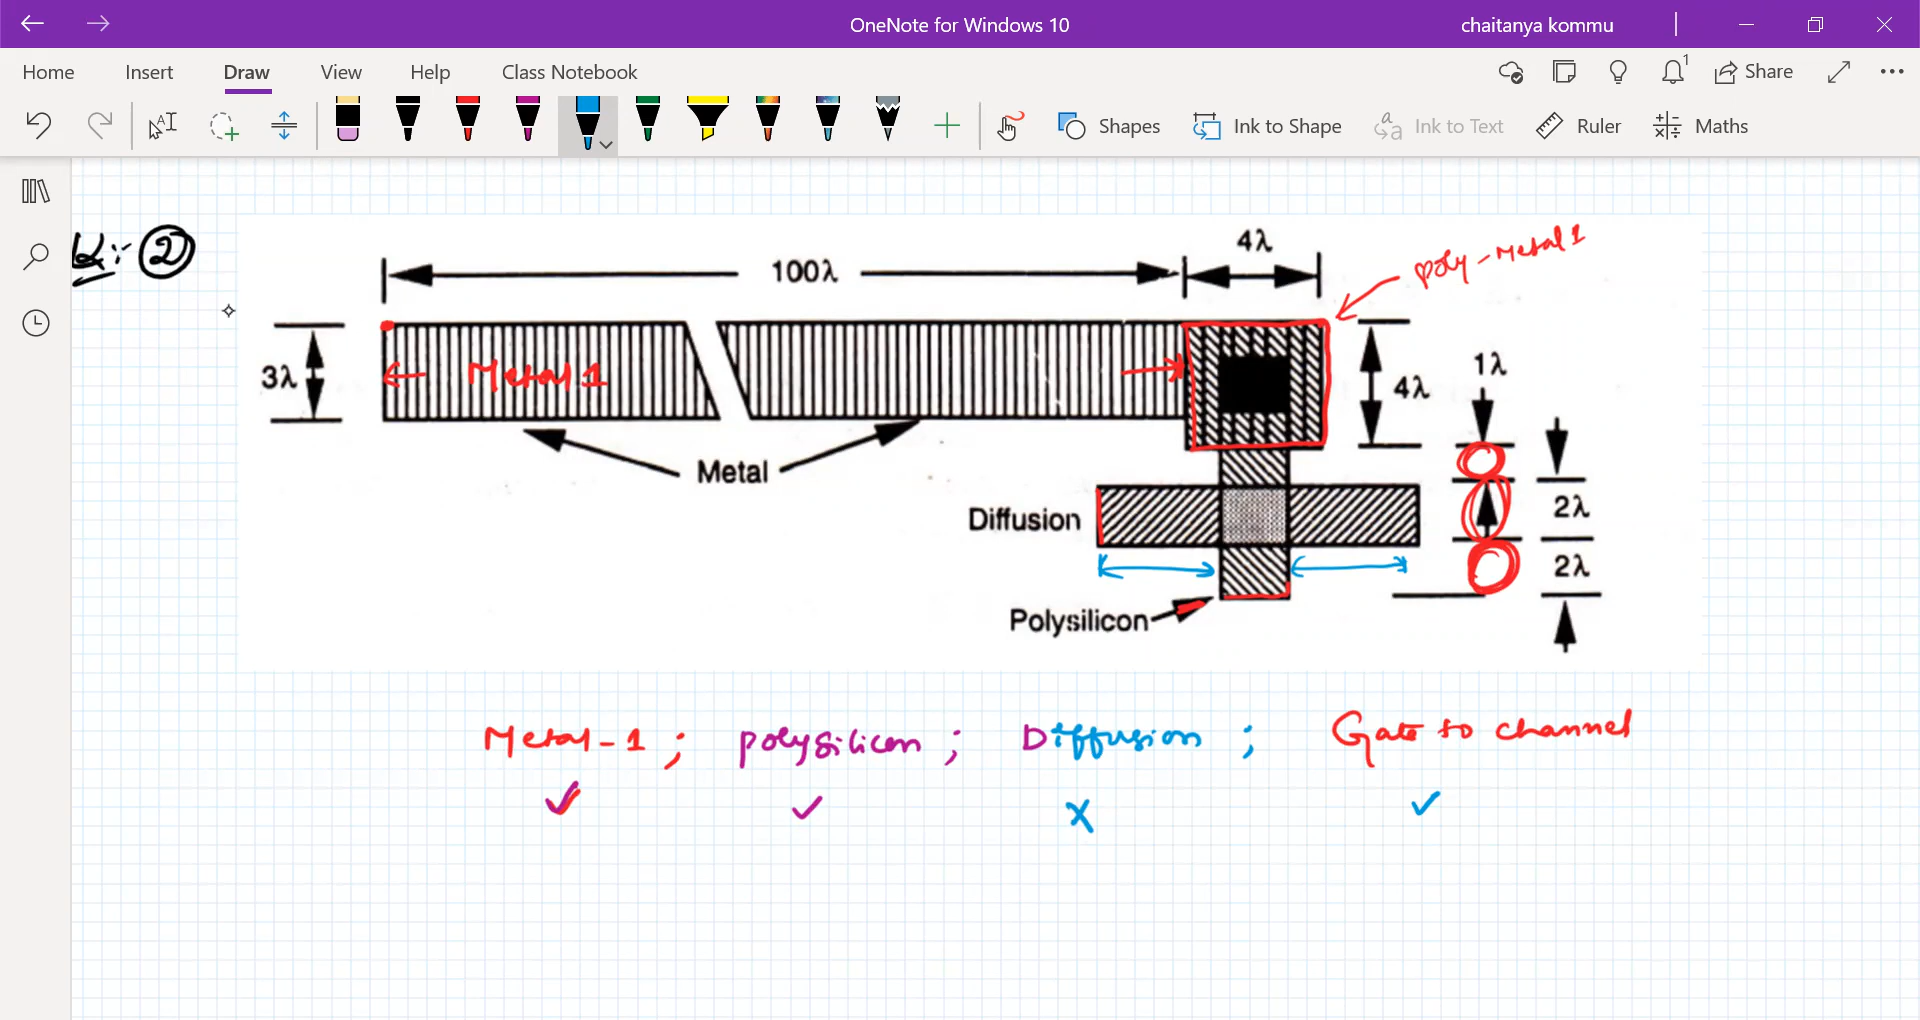 OneNote for Windows 10
chaitanya kommu
Home Insert Draw View Help Class Notebook
1 Share
Shapes Ink to Shape Ink to Text Ruler Maths
2
100λ
4λ
poly-Metal 1
3λ
Metal 1
4λ
1λ
Metal
Diffusion
2λ
2λ
Polysilicon
Metal-1 ; polysilicon ; Diffusion ; Gate to channel
✓ ✓ X ✓